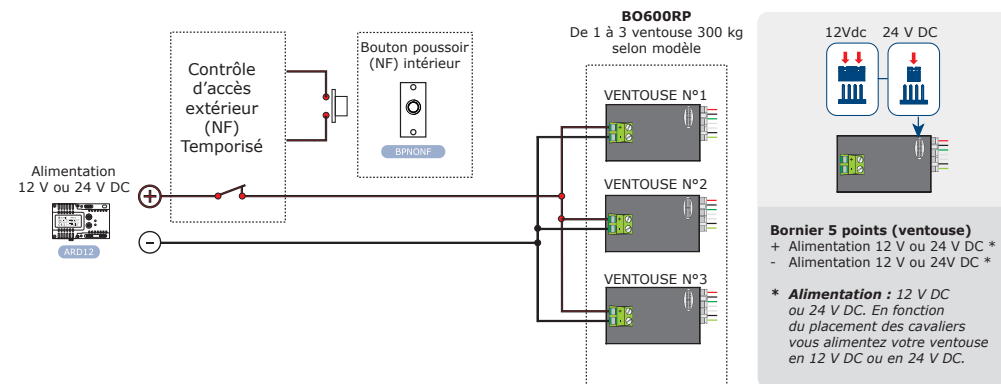 BO600RP
De 1 à 3 ventouse 300 kg
selon modèle
Contrôle
d'accès
extérieur
(NF)
Temporisé
Bouton poussoir
(NF) intérieur
BPNONF
Alimentation
12 V ou 24 V DC
ARD12
+
-
VENTOUSE N°1
VENTOUSE N°2
VENTOUSE N°3
12Vdc
24 V DC
Bornier 5 points (ventouse)
+ Alimentation 12 V ou 24 V DC *
- Alimentation 12 V ou 24V DC *
* Alimentation : 12 V DC
ou 24 V DC. En fonction
du placement des cavaliers
vous alimentez votre ventouse
en 12 V DC ou en 24 V DC.